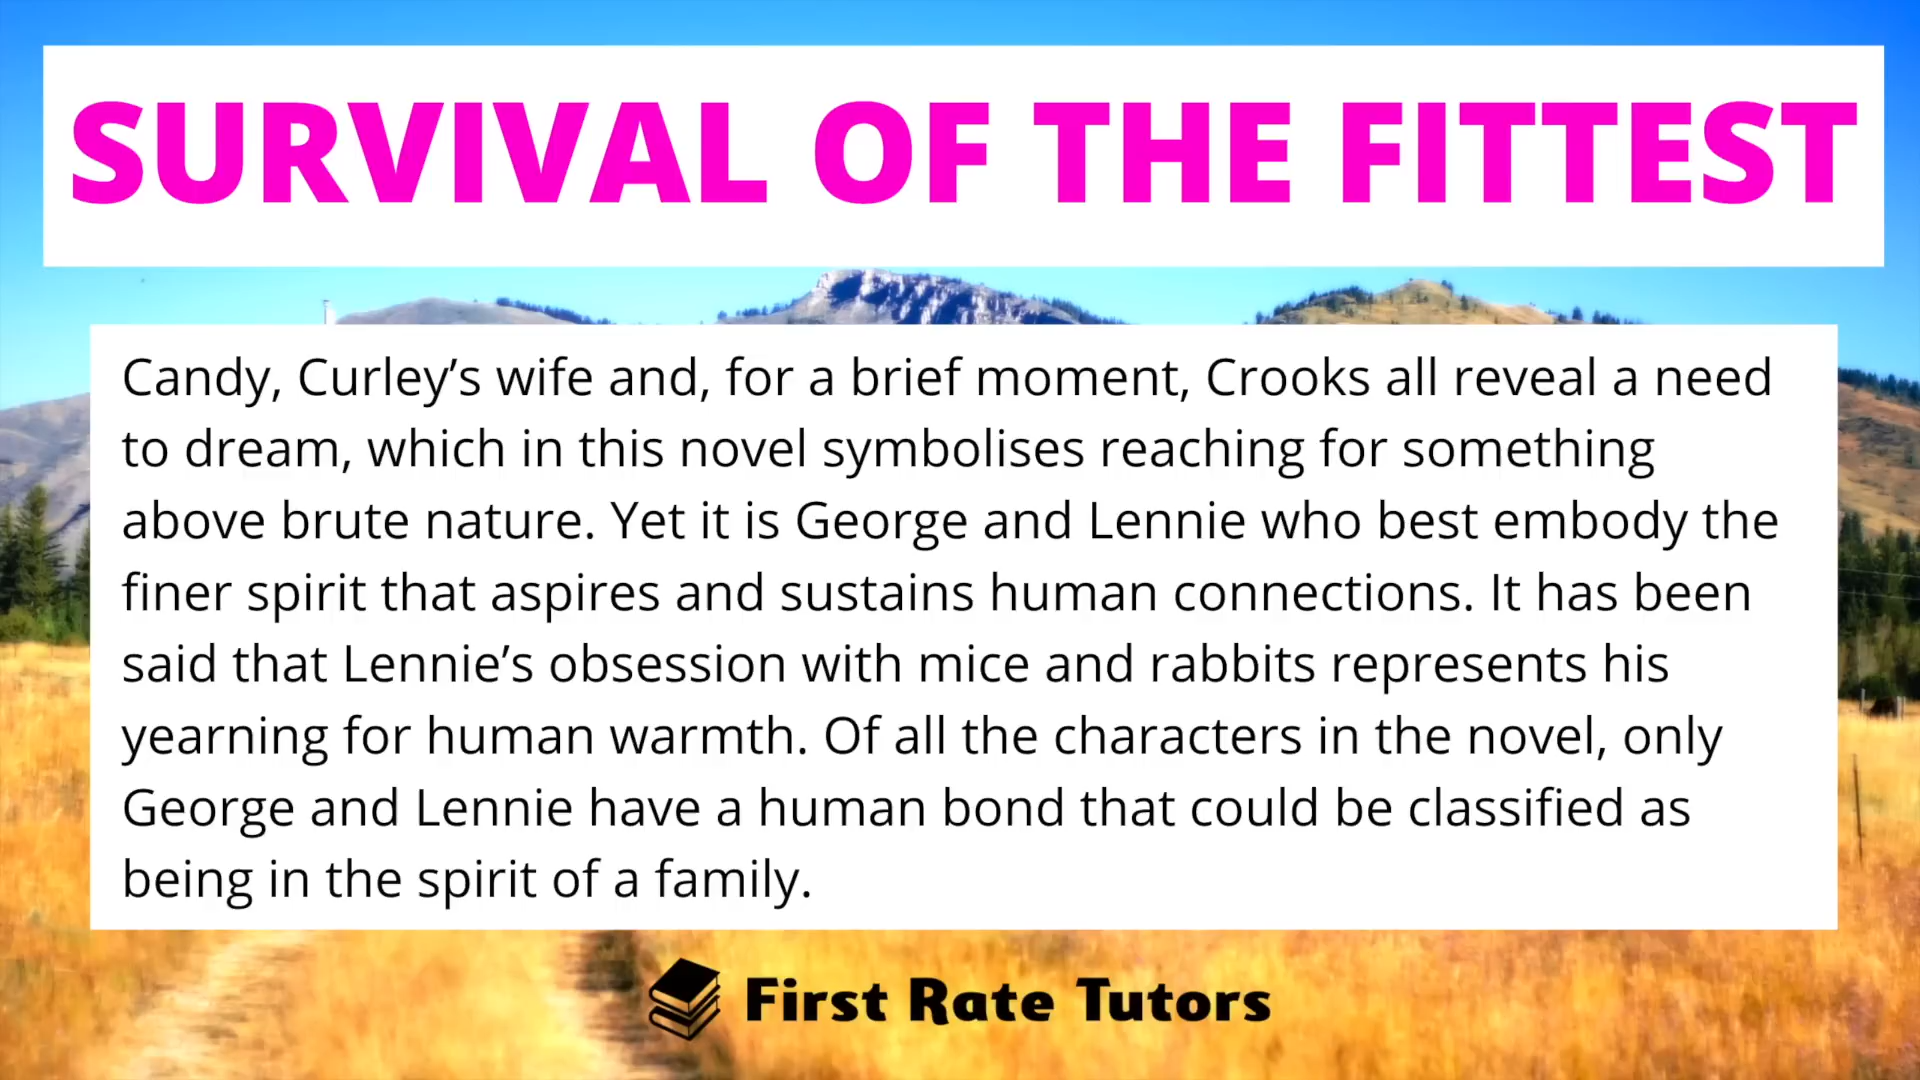 SURVIVAL OF THE FITTEST
Candy, Curley’s wife and, for a brief moment, Crooks all reveal a need
to dream, which in this novel symbolises reaching for something
above brute nature. Yet it is George and Lennie who best embody the
finer spirit that aspires and sustains human connections. It has been
said that Lennie’s obsession with mice and rabbits represents his
yearning for human warmth. Of all the characters in the novel, only
George and Lennie have a human bond that could be classified as
being in the spirit of a family.
First Rate Tutors